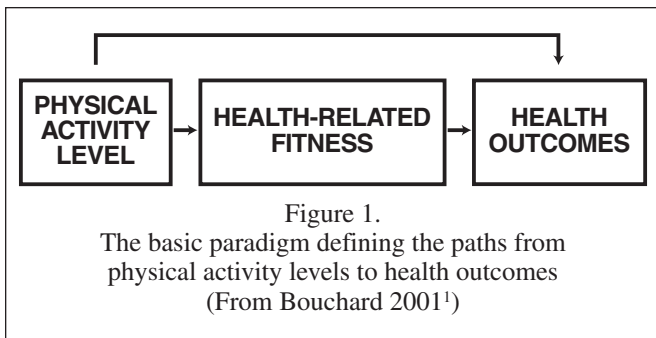 PHYSICAL
ACTIVITY
LEVEL
HEALTH-RELATED
FITNESS
HEALTH
OUTCOMES
Figure 1.
The basic paradigm defining the paths from
physical activity levels to health outcomes
(From Bouchard 2001¹)